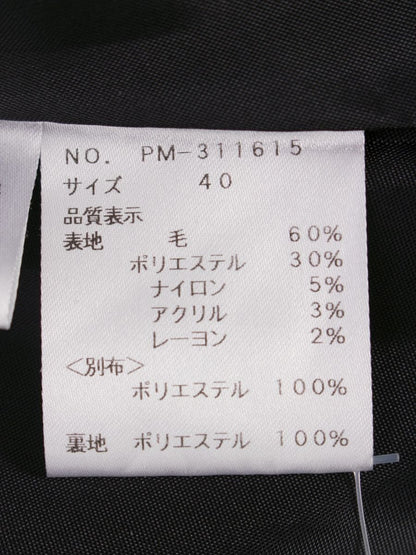 NO. PM-311615
サイズ 40
品質表示
表地 毛 60%
ポリエステル 30%
ナイロン 5%
アクリル 3%
レーヨン 2%
<別布>
ポリエステル 100%
裏地 ポリエステル 100%